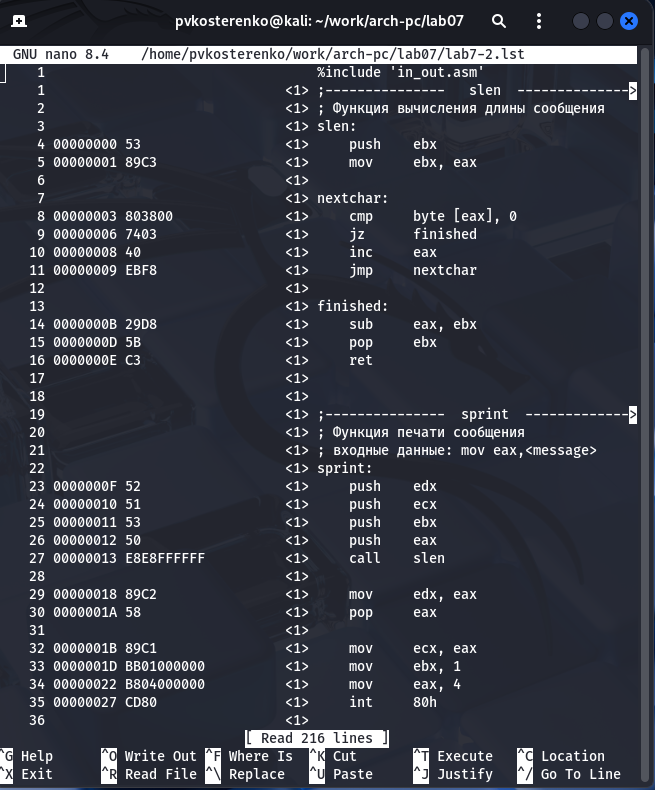 pvkosterenko@kali: ~/work/arch-pc/lab07
GNU nano 8.4    /home/pvkosterenko/work/arch-pc/lab07/lab7-2.lst
     1                                  %include 'in_out.asm'
     1                              <1> ;---------------   slen  -------------->
     2                              <1> ; Функция вычисления длины сообщения
     3                              <1> slen:
     4 00000000 53                  <1>     push    ebx
     5 00000001 89C3                <1>     mov     ebx, eax
     6                              <1>
     7                              <1> nextchar:
     8 00000003 803800              <1>     cmp     byte [eax], 0
     9 00000006 7403                <1>     jz      finished
    10 00000008 40                  <1>     inc     eax
    11 00000009 EBF8                <1>     jmp     nextchar
    12                              <1>
    13                              <1> finished:
    14 0000000B 29D8                <1>     sub     eax, ebx
    15 0000000D 5B                  <1>     pop     ebx
    16 0000000E C3                  <1>     ret
    17                              <1>
    18                              <1>
    19                              <1> ;---------------  sprint  ------------->
    20                              <1> ; Функция печати сообщения
    21                              <1> ; входные данные: mov eax,<message>
    22                              <1> sprint:
    23 0000000F 52                  <1>     push    edx
    24 00000010 51                  <1>     push    ecx
    25 00000011 53                  <1>     push    ebx
    26 00000012 50                  <1>     push    eax
    27 00000013 E8E8FFFFFF          <1>     call    slen
    28                              <1>
    29 00000018 89C2                <1>     mov     edx, eax
    30 0000001A 58                  <1>     pop     eax
    31                              <1>
    32 0000001B 89C1                <1>     mov     ecx, eax
    33 0000001D BB01000000          <1>     mov     ebx, 1
    34 00000022 B804000000          <1>     mov     eax, 4
    35 00000027 CD80                <1>     int     80h
    36                              <1>
[ Read 216 lines ]
^G Help      ^O Write Out ^F Where Is  ^K Cut       ^T Execute   ^C Location
^X Exit      ^R Read File ^\ Replace   ^U Paste     ^J Justify   ^/ Go To Line